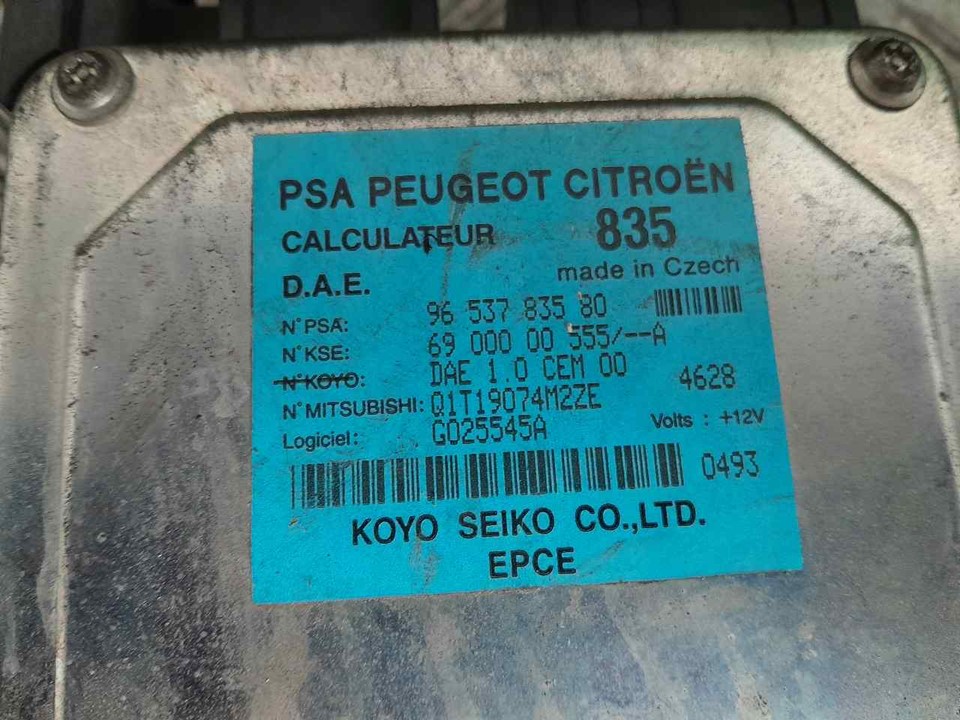 PSA PEUGEOT CITROËN
CALCULATEUR 835
D.A.E. made in Czech
N° PSA: 96 537 835 80
N° KSE: 69 000 00 555/--A
N° KOYO: DAE 1.0 CEM 00 4628
N° MITSUBISHI: Q1T19074M2ZE
Logiciel: G025545A Volts : +12V
0493
KOYO SEIKO CO.,LTD.
EPCE